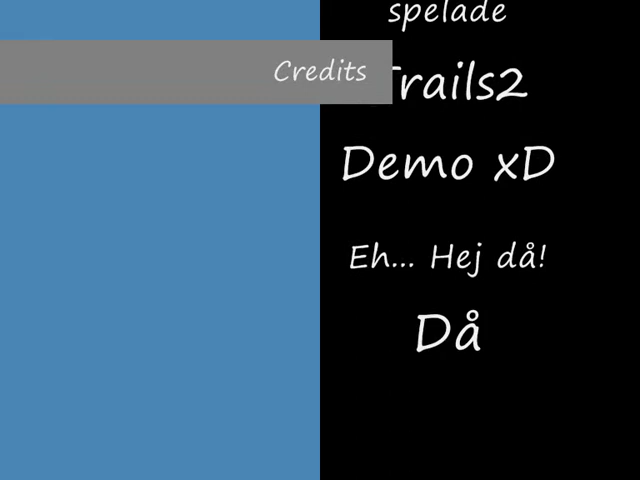 spelade
Credits
Trails2
Demo xD
Eh... Hej då!
Då